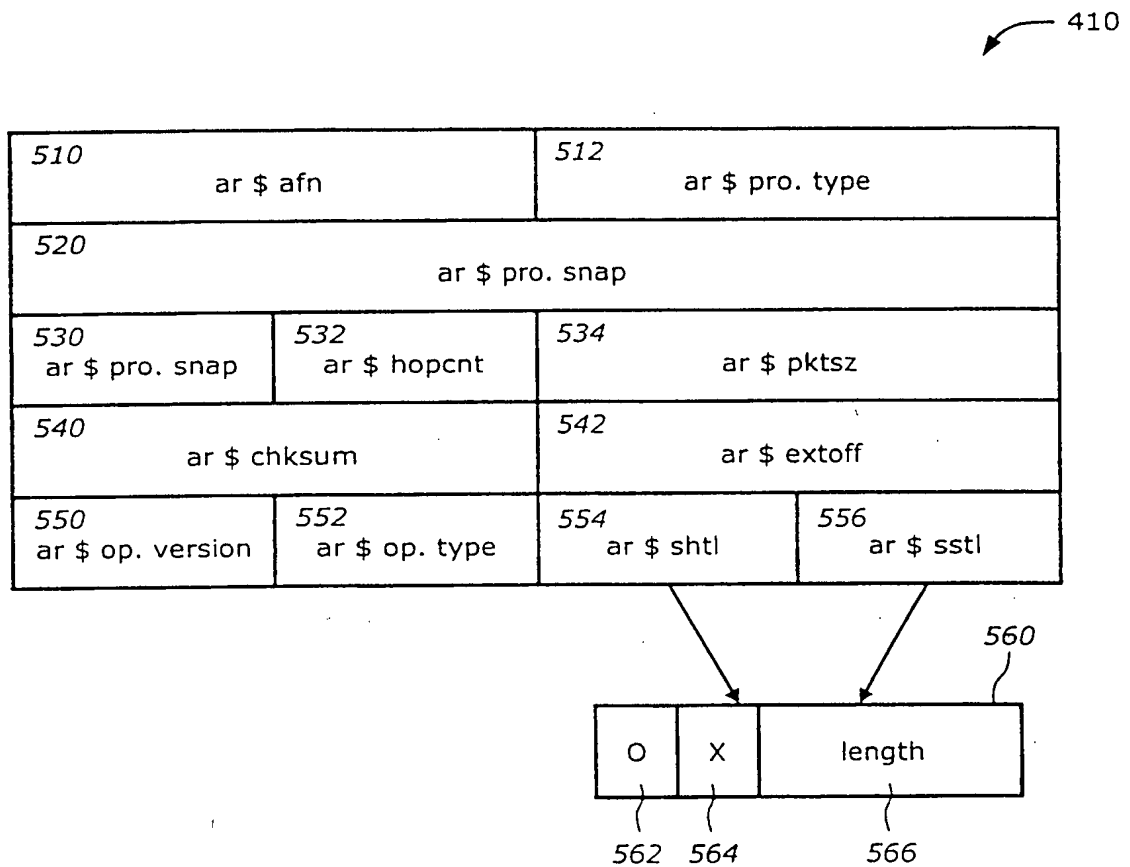 410
510 512
ar $ afn ar $ pro. type
520
ar $ pro. snap
530 532 534
ar $ pro. snap ar $ hopcnt ar $ pktsz
540 542
ar $ chksum ar $ extoff
550 552 554 556
ar $ op. version ar $ op. type ar $ shtl ar $ sstl
560
O X length
562 564 566